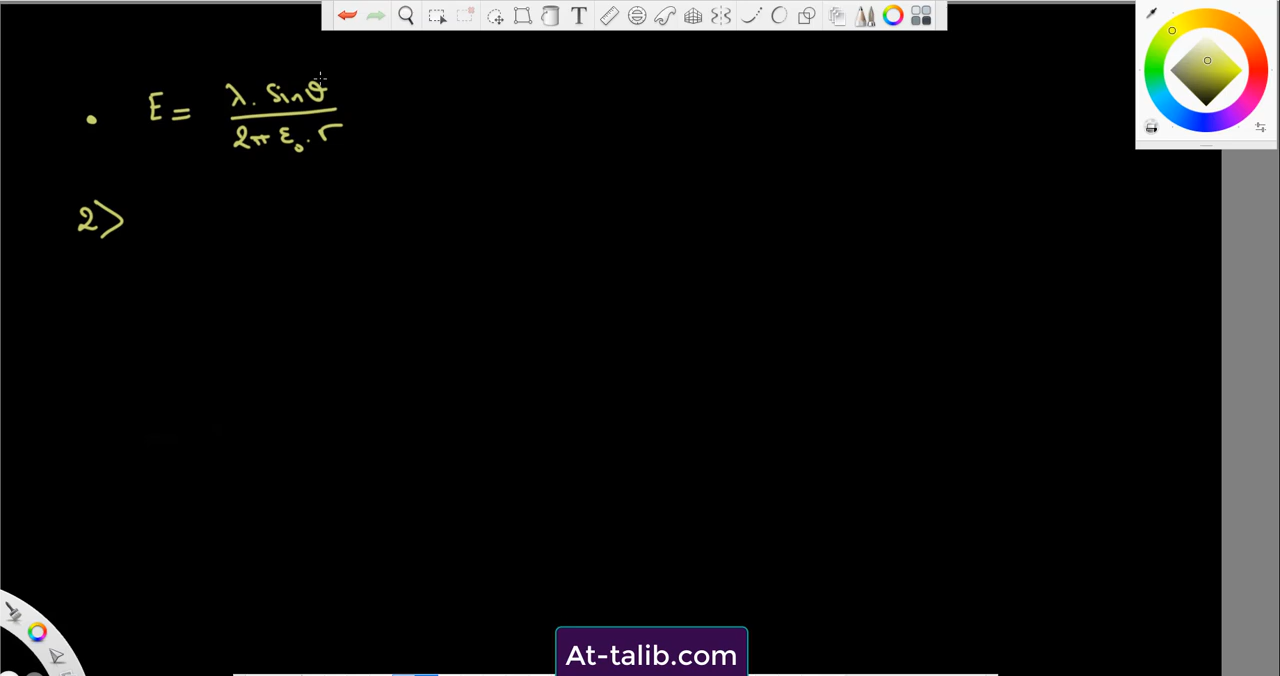 E = λ. Sinθ / 2π ε₀. r
2>
At-talib.com